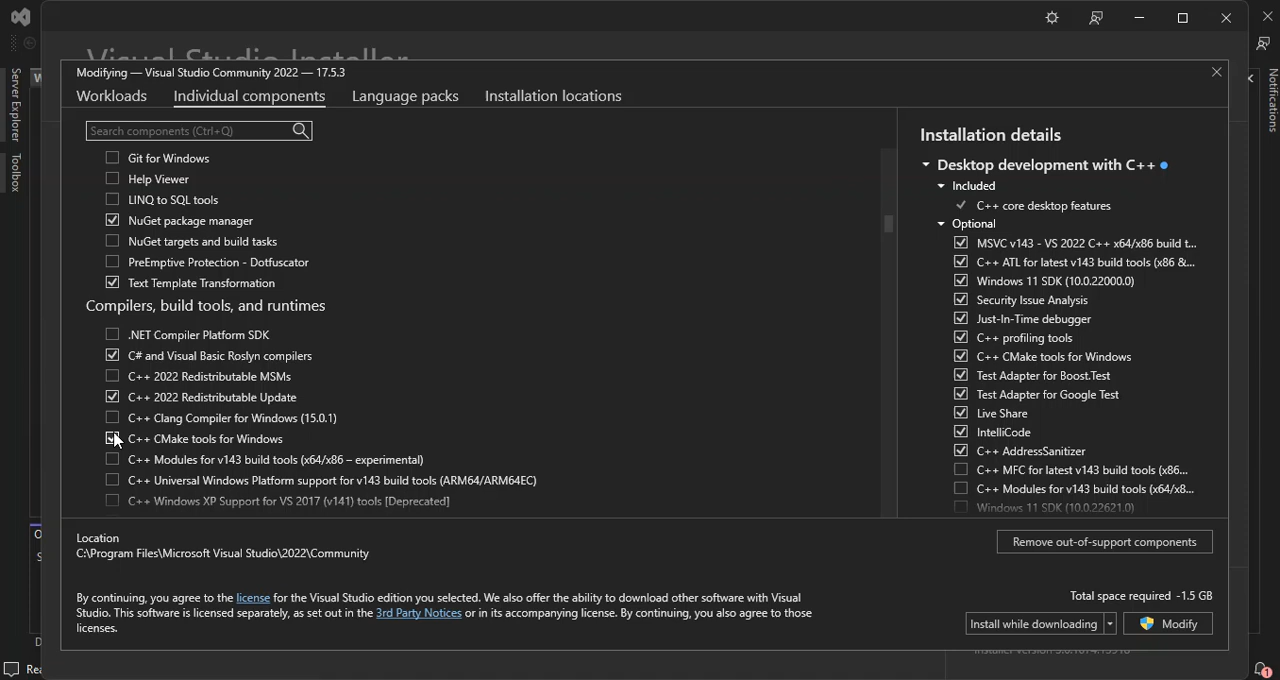 Visual Studio Installer
Modifying — Visual Studio Community 2022 — 17.5.3
Workloads
Individual components
Language packs
Installation locations
Server Explorer
Toolbox
Notifications
Search components (Ctrl+Q)
Git for Windows
Help Viewer
LINQ to SQL tools
NuGet package manager
NuGet targets and build tasks
PreEmptive Protection - Dotfuscator
Text Template Transformation
Compilers, build tools, and runtimes
.NET Compiler Platform SDK
C# and Visual Basic Roslyn compilers
C++ 2022 Redistributable MSMs
C++ 2022 Redistributable Update
C++ Clang Compiler for Windows (15.0.1)
C++ CMake tools for Windows
C++ Modules for v143 build tools (x64/x86 – experimental)
C++ Universal Windows Platform support for v143 build tools (ARM64/ARM64EC)
C++ Windows XP Support for VS 2017 (v141) tools [Deprecated]
Installation details
Desktop development with C++
Included
C++ core desktop features
Optional
MSVC v143 - VS 2022 C++ x64/x86 build t...
C++ ATL for latest v143 build tools (x86 &...
Windows 11 SDK (10.0.22000.0)
Security Issue Analysis
Just-In-Time debugger
C++ profiling tools
C++ CMake tools for Windows
Test Adapter for Boost.Test
Test Adapter for Google Test
Live Share
IntelliCode
C++ AddressSanitizer
C++ MFC for latest v143 build tools (x86...
C++ Modules for v143 build tools (x64/x8...
Windows 11 SDK (10.0.22621.0)
Location
C:\Program Files\Microsoft Visual Studio\2022\Community
Remove out-of-support components
By continuing, you agree to the license for the Visual Studio edition you selected. We also offer the ability to download other software with Visual
Studio. This software is licensed separately, as set out in the 3rd Party Notices or in its accompanying license. By continuing, you also agree to those
licenses.
Total space required -1.5 GB
Install while downloading
Modify
Rea
1